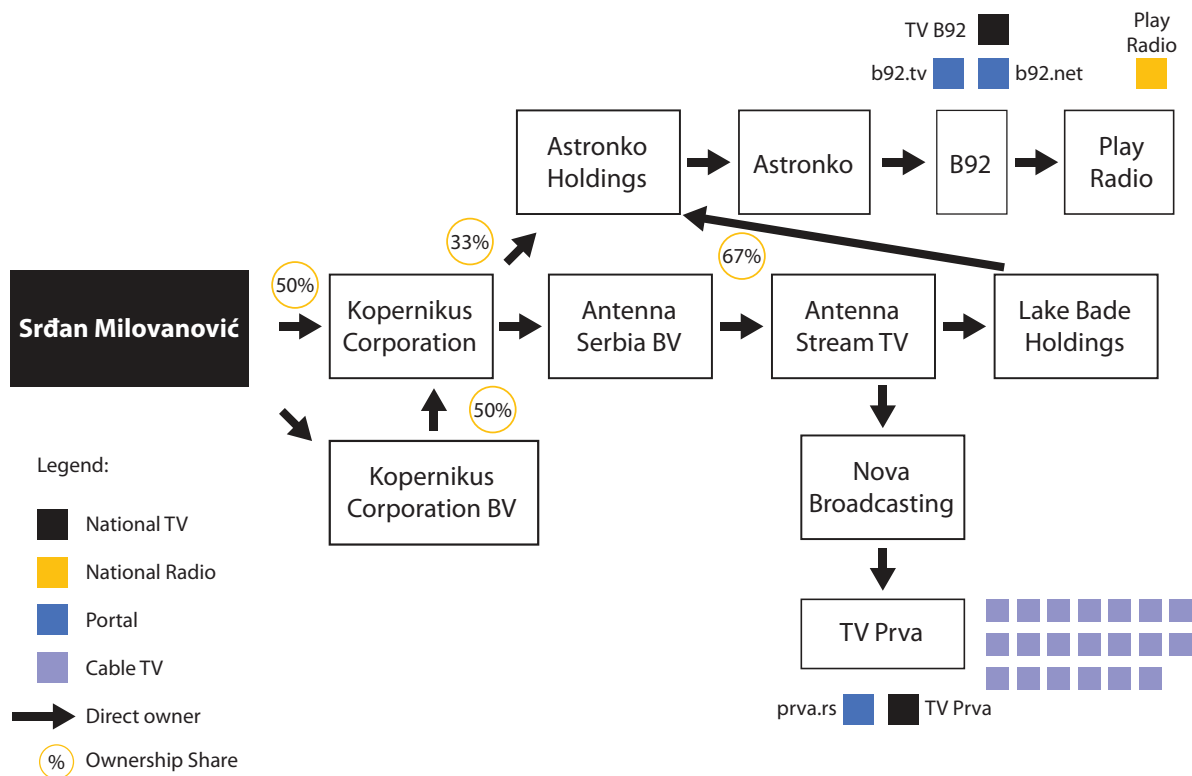 TV B92
Play
Radio
b92.tv
b92.net
Astronko
Holdings
Astronko
B92
Play
Radio
33%
67%
50%
Srđan Milovanović
Kopernikus
Corporation
Antenna
Serbia BV
Antenna
Stream TV
Lake Bade
Holdings
50%
Kopernikus
Corporation BV
Nova
Broadcasting
TV Prva
prva.rs
TV Prva
Legend:
National TV
National Radio
Portal
Cable TV
Direct owner
% Ownership Share